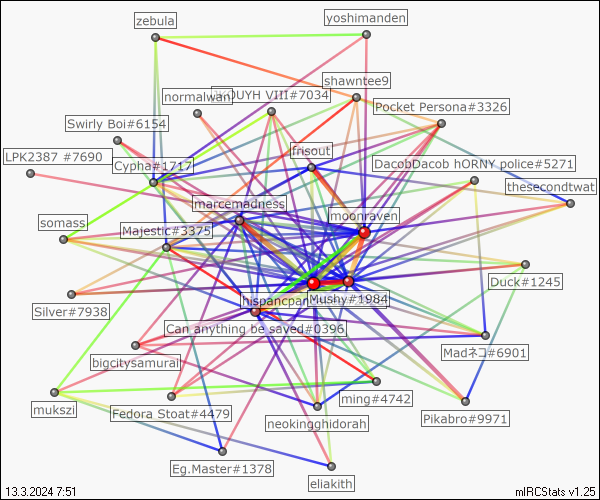 zebula
yoshimanden
shawntee9
normalwan
DUYH VIII#7034
Pocket Persona#3326
Swirly Boi#6154
frisout
LPK2387 #7690
Cypha#1717
DacobDacob hORNY police#5271
thesecondtwat
marcemadness
moonraven
somass
Majestic#3375
Duck#1245
hispancpan
Mushy#1984
Silver#7938
Can anything be saved#0396
Madネコ#6901
bigcitysamurai
ming#4742
mukszi
Fedora Stoat#4479
neokingghidorah
Pikabro#9971
Eg.Master#1378
eliakith
13.3.2024 7:51
mIRCStats v1.25